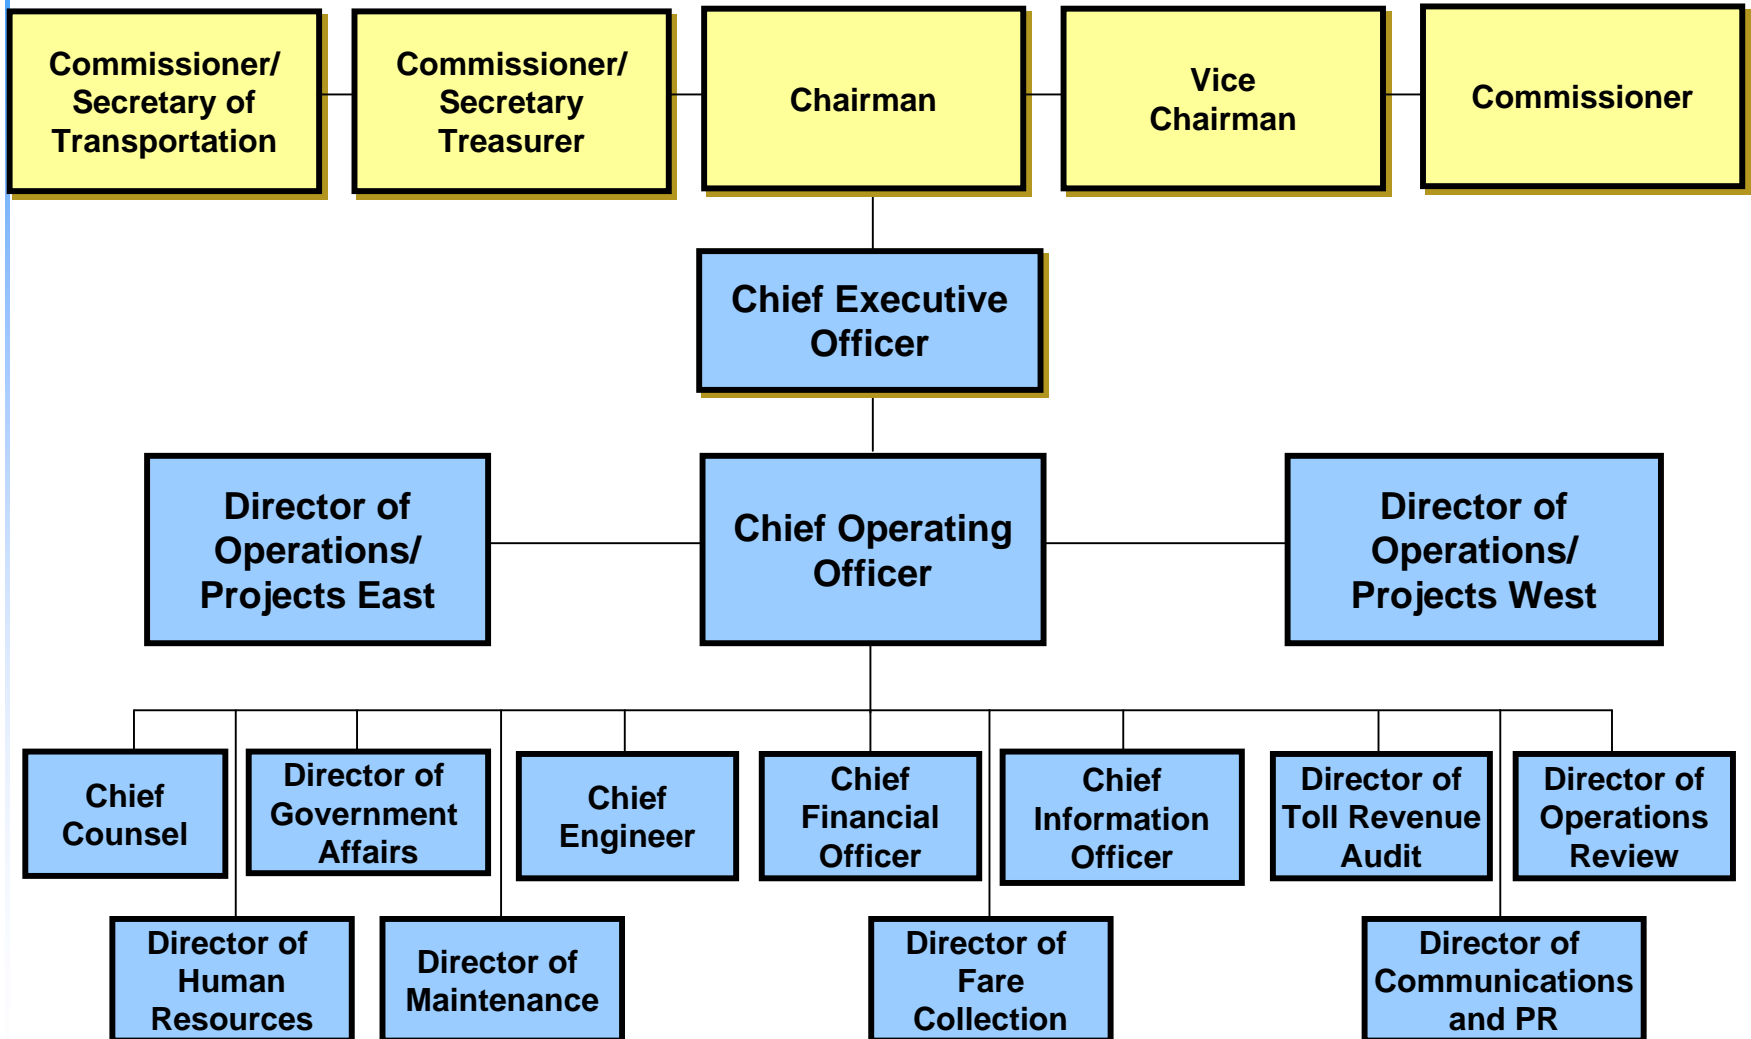 Commissioner/
Secretary of
Transportation
Commissioner/
Secretary
Treasurer
Chairman
Vice
Chairman
Commissioner
Chief Executive
Officer
Director of
Operations/
Projects East
Chief Operating
Officer
Director of
Operations/
Projects West
Chief
Counsel
Director of
Government
Affairs
Chief
Engineer
Chief
Financial
Officer
Chief
Information
Officer
Director of
Toll Revenue
Audit
Director of
Operations
Review
Director of
Human
Resources
Director of
Maintenance
Director of
Fare
Collection
Director of
Communications
and PR